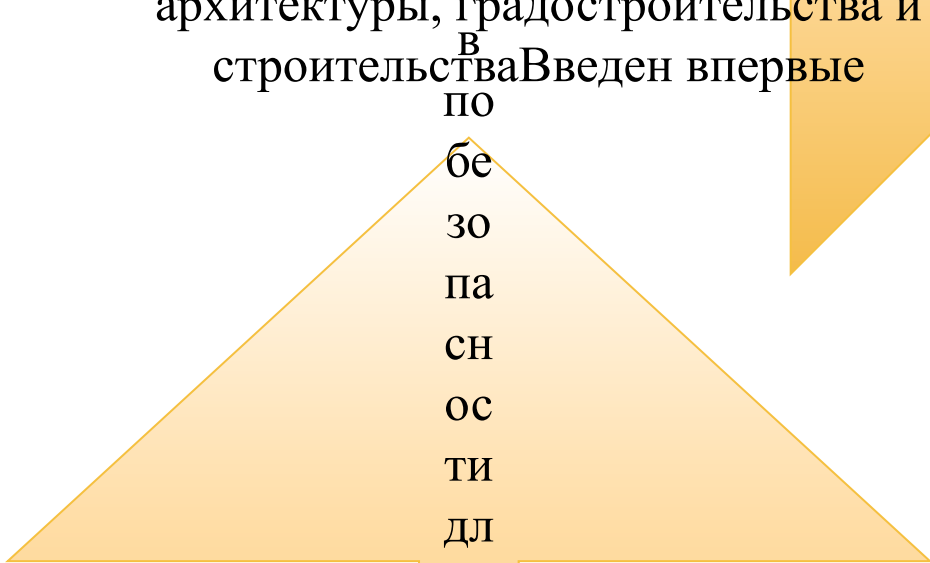 архитектуры, градостроительства и
в
строительстваВведен впервые
по
бе
зо
па
сн
ос
ти
дл